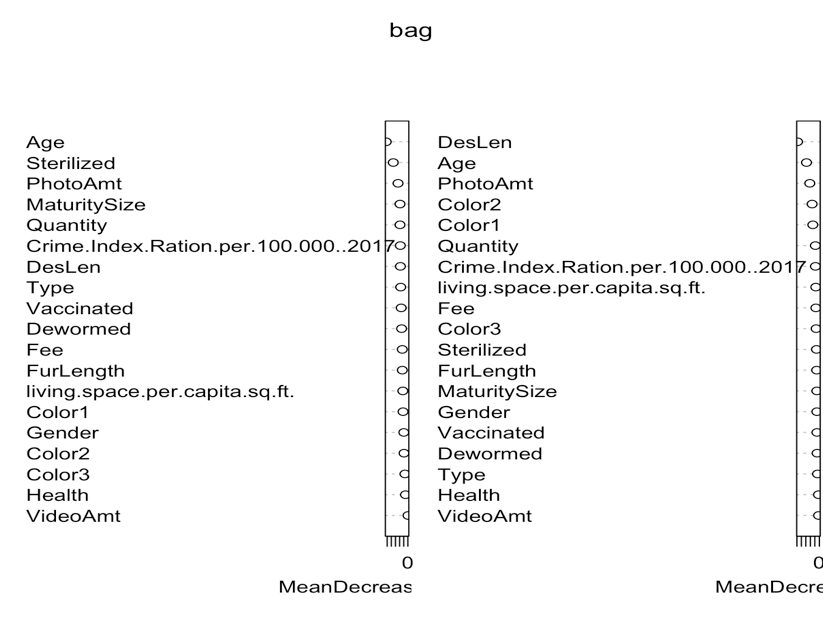 bag
Age
Sterilized
PhotoAmt
MaturitySize
Quantity
Crime.Index.Ration.per.100.000..2017
DesLen
Type
Vaccinated
Dewormed
Fee
FurLength
living.space.per.capita.sq.ft.
Color1
Gender
Color2
Color3
Health
VideoAmt
0
MeanDecreas
DesLen
Age
PhotoAmt
Color2
Color1
Quantity
Crime.Index.Ration.per.100.000..2017
living.space.per.capita.sq.ft.
Fee
Color3
Sterilized
FurLength
MaturitySize
Gender
Vaccinated
Dewormed
Type
Health
VideoAmt
0
MeanDecre